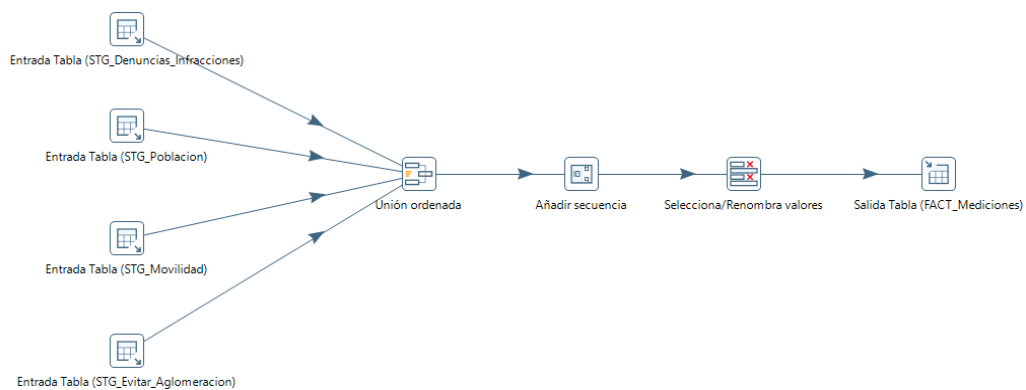 Entrada Tabla (STG_Denuncias_Infracciones)
Entrada Tabla (STG_Poblacion)
Unión ordenada
Añadir secuencia
Selecciona/Renombra valores
Salida Tabla (FACT_Mediciones)
Entrada Tabla (STG_Movilidad)
Entrada Tabla (STG_Evitar_Aglomeracion)